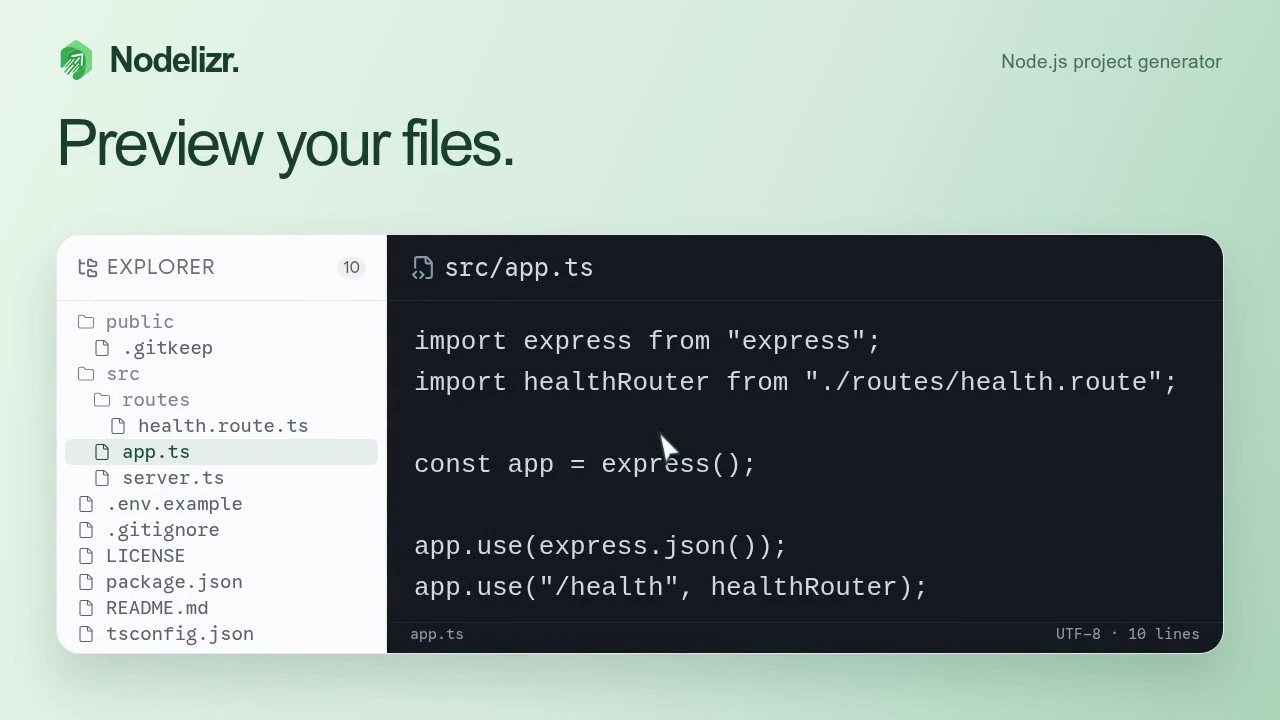 Nodelizr.
Node.js project generator
Preview your files.
EXPLORER
10
public
.gitkeep
src
routes
health.route.ts
app.ts
server.ts
.env.example
.gitignore
LICENSE
package.json
README.md
tsconfig.json
src/app.ts
import express from "express";
import healthRouter from "./routes/health.route";
const app = express();
app.use(express.json());
app.use("/health", healthRouter);
app.ts
UTF-8 · 10 lines